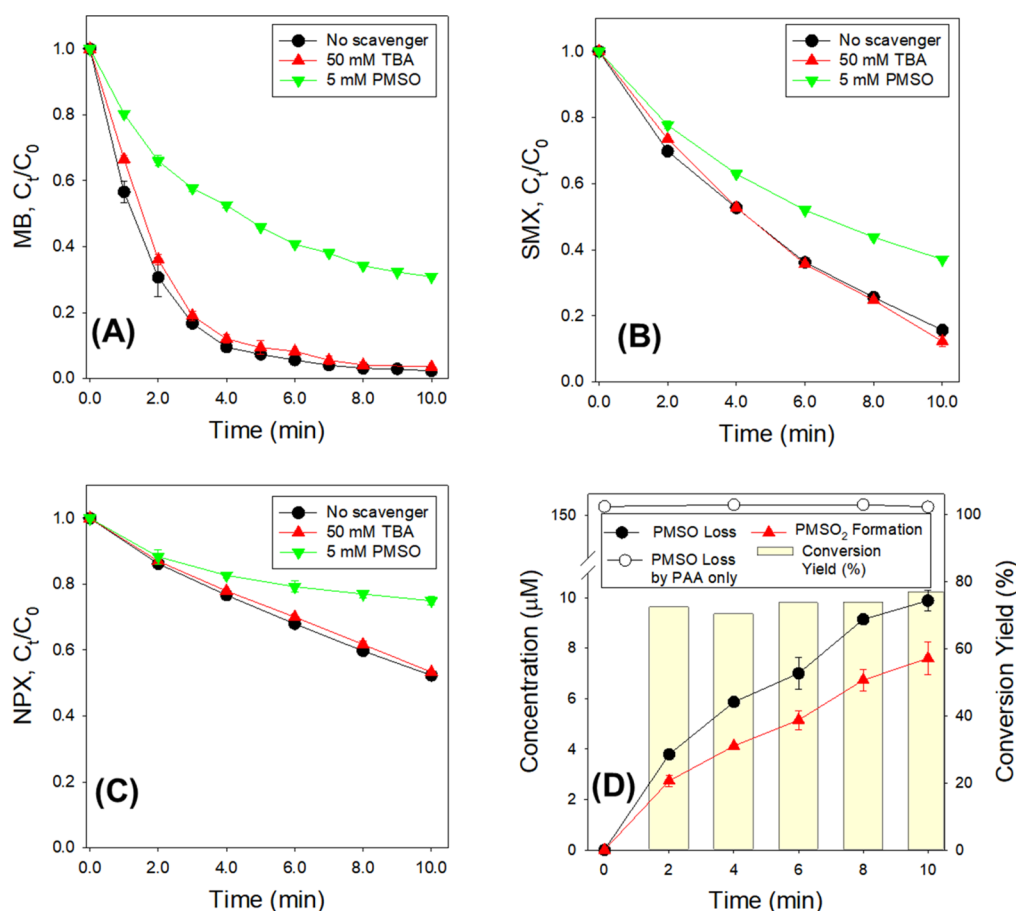 (A)
No scavenger
50 mM TBA
5 mM PMSO
MB, Cₜ/C₀
1.0
0.8
0.6
0.4
0.2
0.0
0.0 2.0 4.0 6.0 8.0 10.0
Time (min)
(B)
No scavenger
50 mM TBA
5 mM PMSO
SMX, Cₜ/C₀
1.0
0.8
0.6
0.4
0.2
0.0
0.0 2.0 4.0 6.0 8.0 10.0
Time (min)
(C)
No scavenger
50 mM TBA
5 mM PMSO
NPX, Cₜ/C₀
1.0
0.8
0.6
0.4
0.2
0.0
0.0 2.0 4.0 6.0 8.0 10.0
Time (min)
(D)
PMSO Loss
PMSO Loss
by PAA only
PMSO₂ Formation
Conversion
Yield (%)
Concentration (μM)
150
10
8
6
4
2
0
Conversion Yield (%)
100
80
60
40
20
0
0 2 4 6 8 10
Time (min)